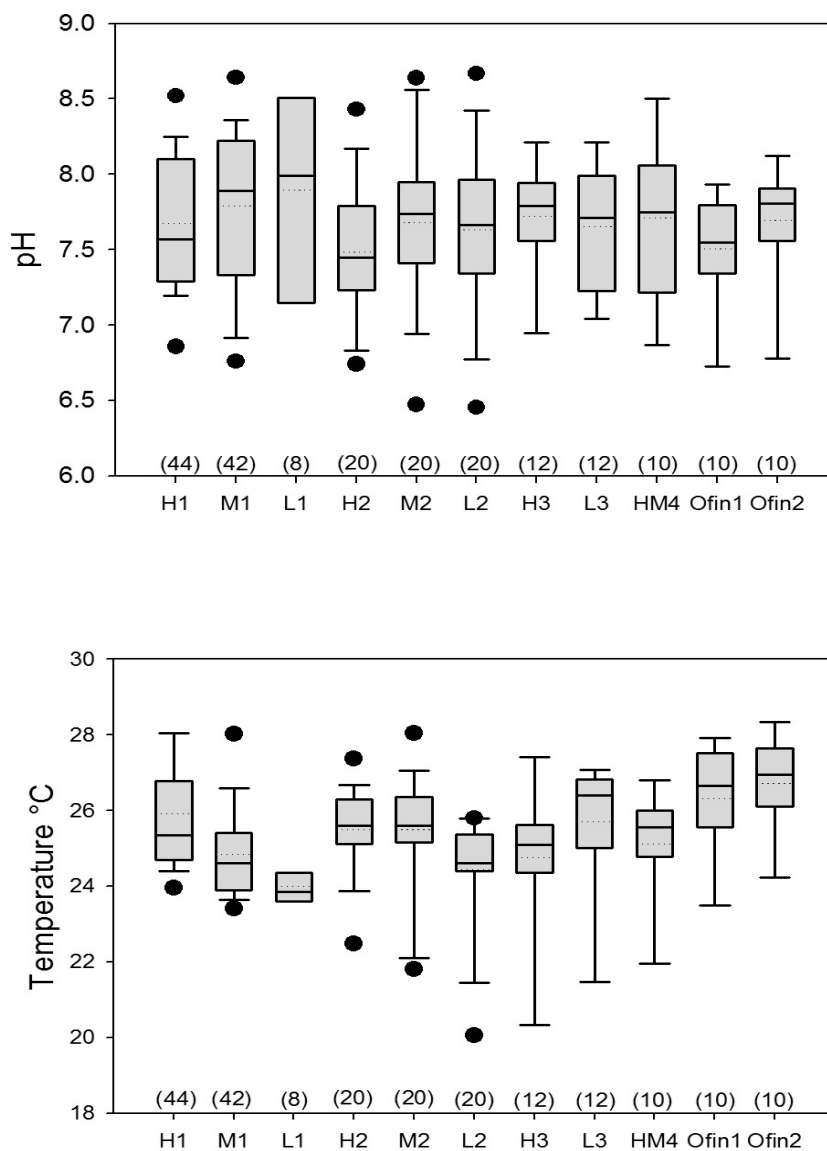 9.0
8.5
8.0
7.5
7.0
6.5
6.0
pH
(44) (42) (8) (20) (20) (20) (12) (12) (10) (10) (10)
H1 M1 L1 H2 M2 L2 H3 L3 HM4 Ofin1 Ofin2
30
28
26
24
22
20
18
Temperature °C
(44) (42) (8) (20) (20) (20) (12) (12) (10) (10) (10)
H1 M1 L1 H2 M2 L2 H3 L3 HM4 Ofin1 Ofin2